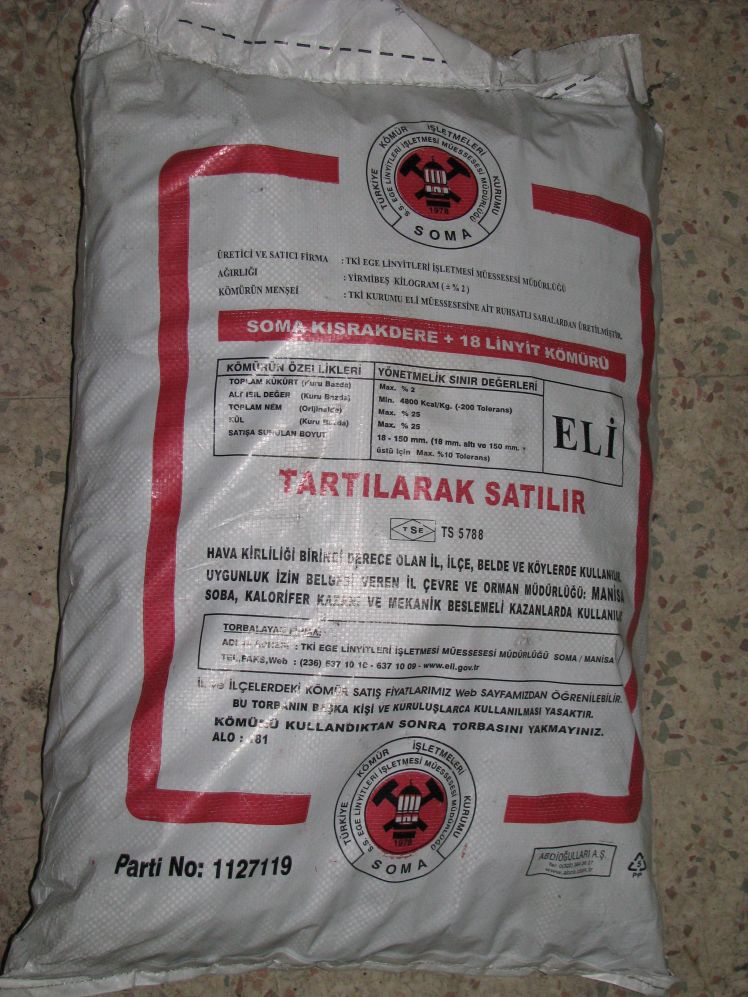 TÜRKİYE KÖMÜR İŞLETMELERİ KURUMU
S.S. EGE LİNYİTLERİ İŞLETMESİ MÜESSESESİ MÜDÜRLÜĞÜ
1978
SOMA
ÜRETİCİ VE SATICI FİRMA : TKİ EGE LİNYİTLERİ İŞLETMESİ MÜESSESESİ MÜDÜRLÜĞÜ
AĞIRLIĞI : YİRMİBEŞ KİLOGRAM ( ± % 2 )
KÖMÜRÜN MENŞEİ : TKİ KURUMU ELİ MÜESSESESİNE AİT RUHSATLI SAHALARDAN ÜRETİLMİŞTİR.
SOMA KISRAKDERE + 18 LİNYİT KÖMÜRÜ
KÖMÜRÜN ÖZELLİKLERİ YÖNETMELİK SINIR DEĞERLERİ
TOPLAM KÜKÜRT (Kuru Bazda) Max. % 2
ALT ISIL DEĞER (Kuru Bazda) Min. 4800 Kcal/Kg. (-200 Tolerans)
TOPLAM NEM (Orijinalde) Max. % 25
KÜL (Kuru Bazda) Max. % 25
SATIŞA SUNULAN BOYUT 18 - 150 mm. (18 mm. altı ve 150 mm.
üstü için Max. %10 Tolerans)
ELİ
TARTILARAK SATILIR
TSE TS 5788
HAVA KİRLİLİĞİ BİRİNCİ DERECE OLAN İL, İLÇE, BELDE VE KÖYLERDE KULLANILIR.
UYGUNLUK İZİN BELGESİ VEREN İL ÇEVRE VE ORMAN MÜDÜRLÜĞÜ: MANİSA
SOBA, KALORİFER KAZANI VE MEKANİK BESLEMELİ KAZANLARDA KULLANILIR
TORBALAYAN FİRMA:
: TKİ EGE LİNYİTLERİ İŞLETMESİ MÜESSESESİ MÜDÜRLÜĞÜ SOMA / MANİSA
TEL,FAKS,Web : (236) 637 10 10 - 637 10 09 - www.eli.gov.tr
İL ve İLÇELERDEKİ KÖMÜR SATIŞ FİYATLARIMIZ Web SAYFAMIZDAN ÖĞRENİLEBİLİR.
BU TORBANIN BAŞKA KİŞİ VE KURULUŞLARCA KULLANILMASI YASAKTIR.
KÖMÜRÜ KULLANDIKTAN SONRA TORBASINI YAKMAYINIZ.
ALO : 181
TÜRKİYE KÖMÜR İŞLETMELERİ KURUMU
S.S. EGE LİNYİTLERİ İŞLETMESİ MÜESSESESİ MÜDÜRLÜĞÜ
1978
SOMA
Parti No: 1127119
ABDİOĞULLARI A.Ş.
5
PP